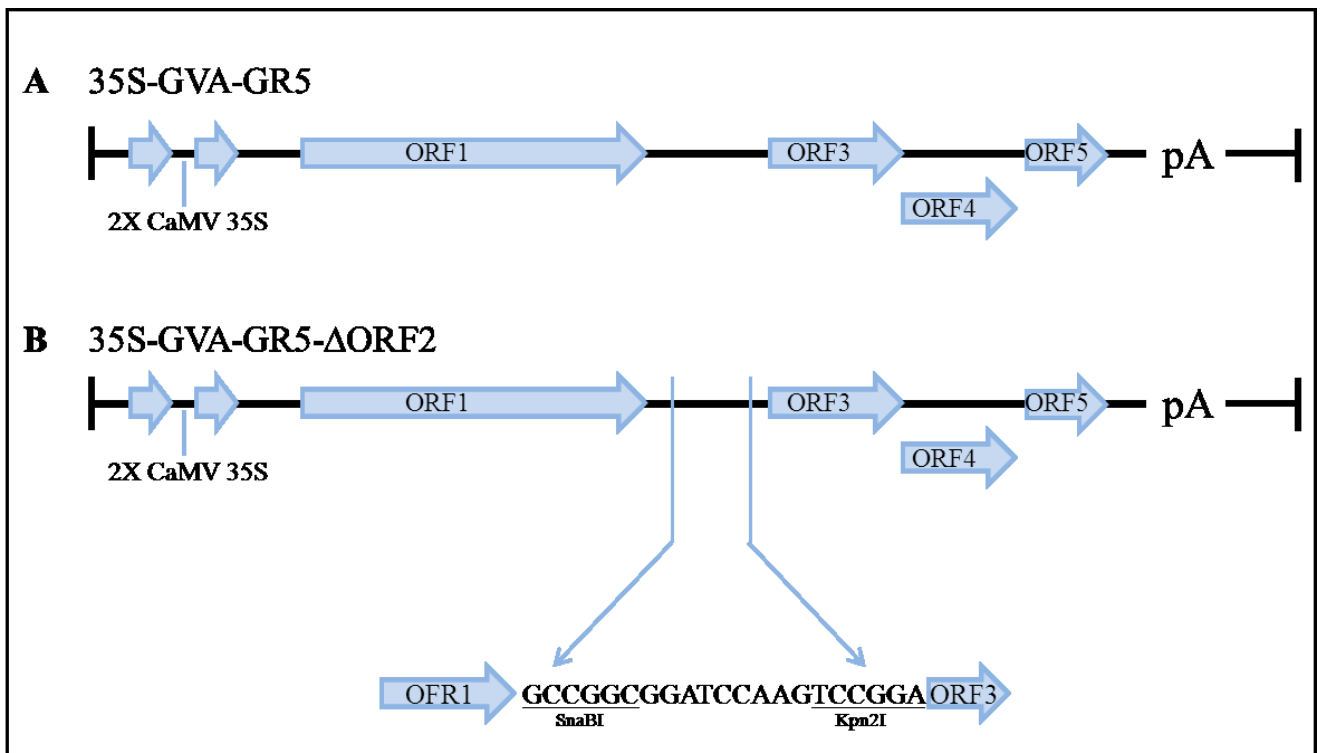 A 35S-GVA-GR5
ORF1 ORF3 ORF5 pA
ORF4
2X CaMV 35S
B 35S-GVA-GR5-ΔORF2
ORF1 ORF3 ORF5 pA
ORF4
2X CaMV 35S
OFR1 GCCGGCGGATCCAAGTCCGGA ORF3
SnaBI Kpn2I